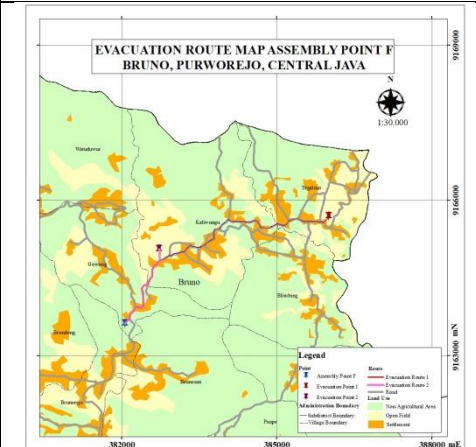 EVACUATION ROUTE MAP ASSEMBLY POINT F
BRUNO, PURWOREJO, CENTRAL JAVA
N
1:30.000
9169000
9166000
9163000 mN
382000
385000
388000 mE
Kaliwungu
Tegalsari
Gowong
Bruno
Blimbing
Brunosari
Puspo
Legend
Point
Assembly Point F
Evacuation Point 1
Evacuation Point 2
Administration Boundary
Subdistrict Boundary
Village Boundary
Route
Evacuation Route 1
Evacuation Route 2
Road
Land Use
Non Agricultural Area
Open Field
Settlement